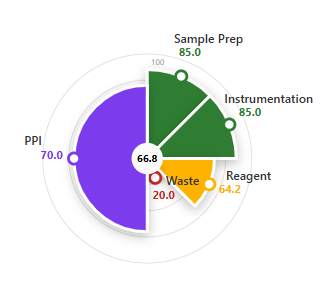 Sample Prep
85.0
100
Instrumentation
85.0
PPI
70.0
66.8
Waste
20.0
Reagent
64.2